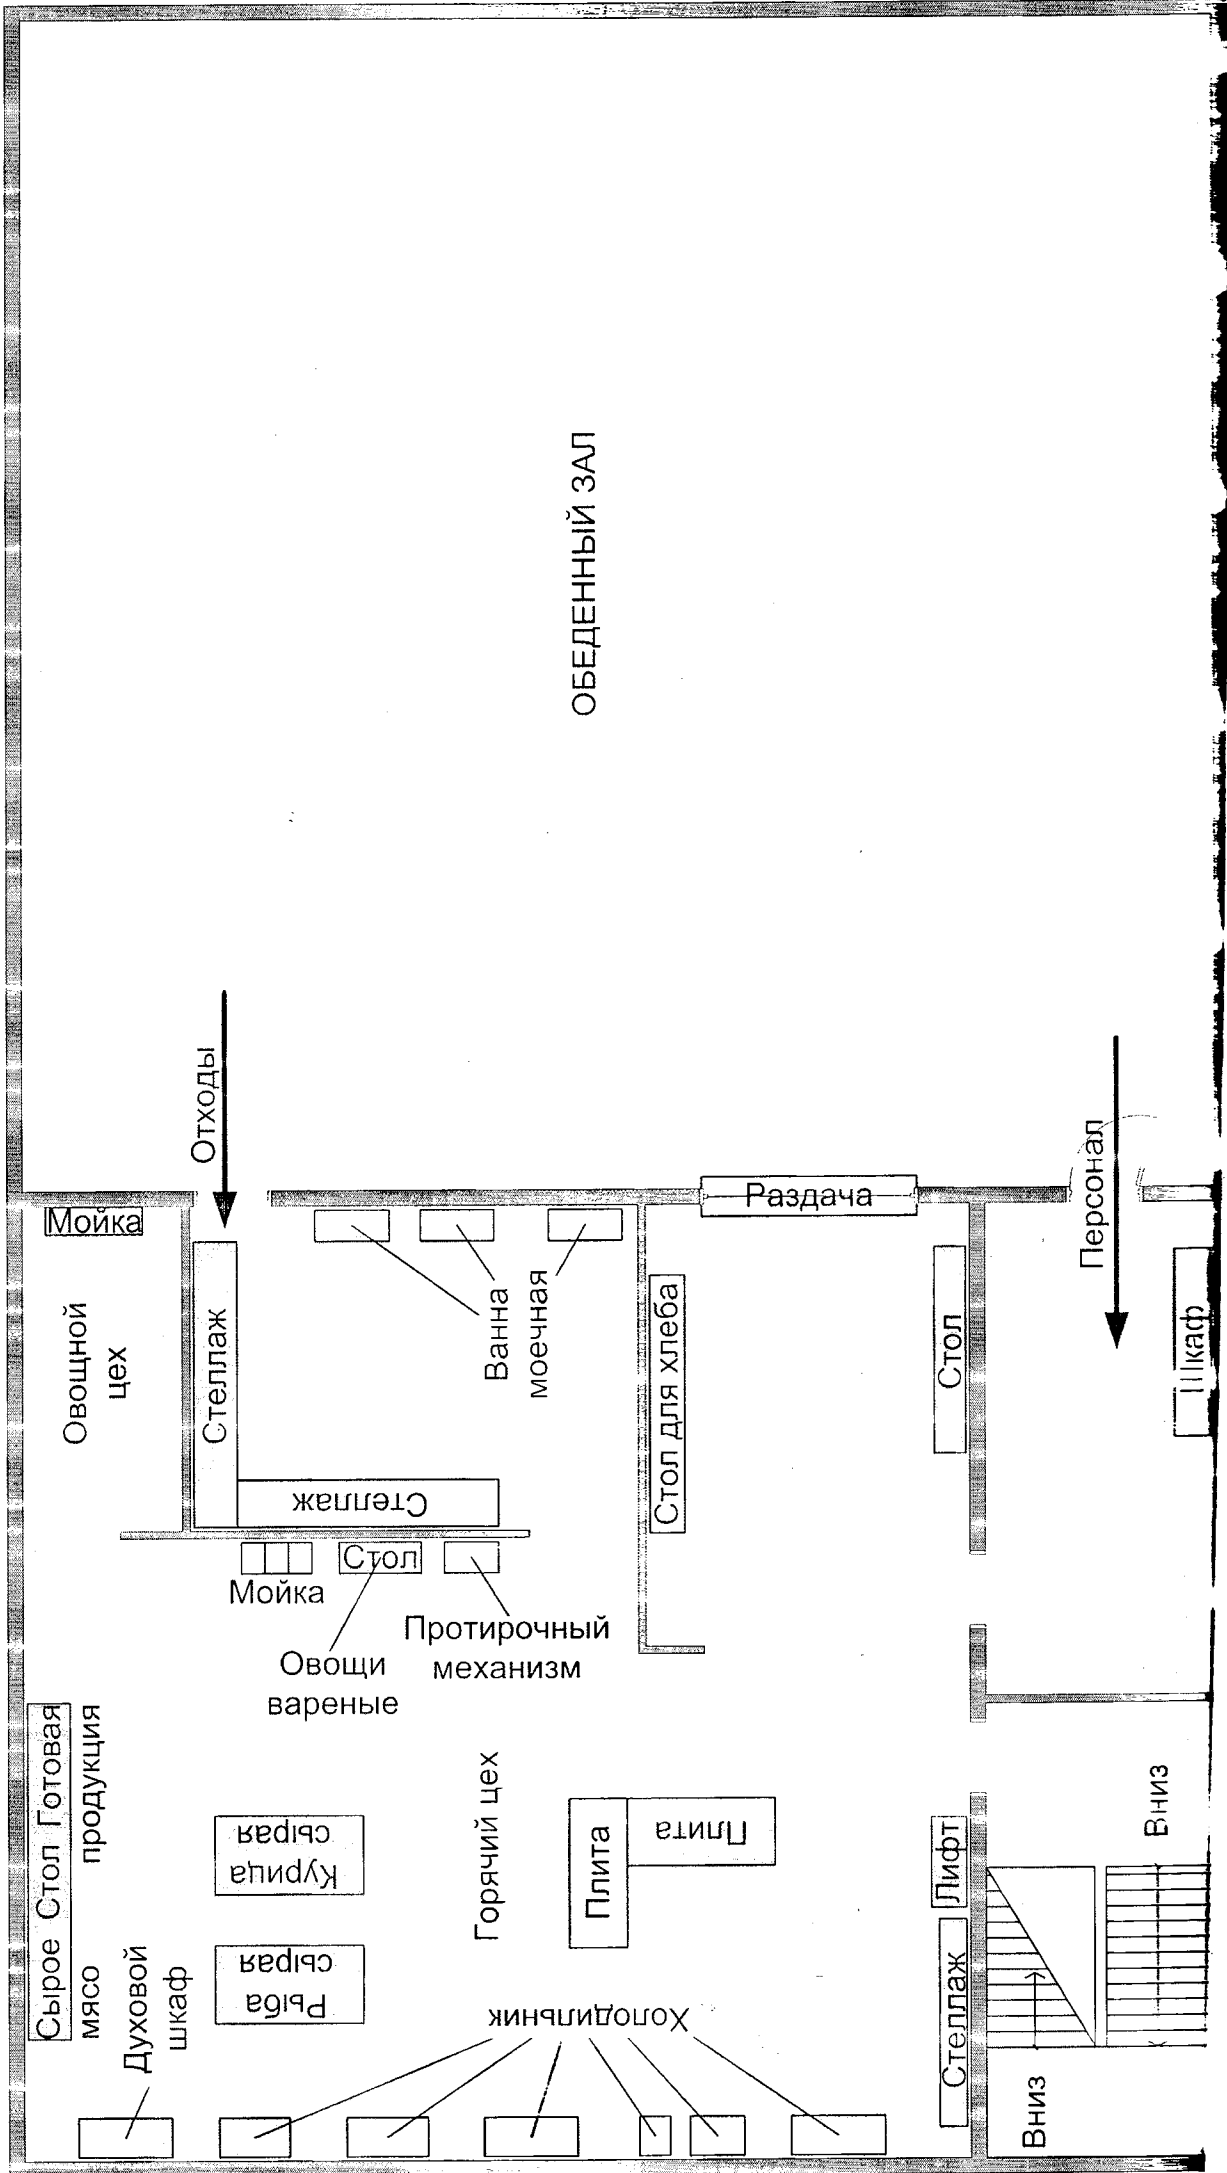 ОБЕДЕННЫЙ ЗАЛ
Отходы
Персонал
Мойка
Раздача
Овощной
цех
Стеллаж
Ванна
моечная
Стол для хлеба
Стол
Шкаф
Стеллаж
Мойка
Стол
Овощи
вареные
Протирочный
механизм
Сырое Стол Готовая
мясо продукция
Духовой
шкаф
Курица
сырая
Рыба
сырая
Горячий цех
Плита
Плита
Холодильник
Лифт
Стеллаж
Вниз
Вниз